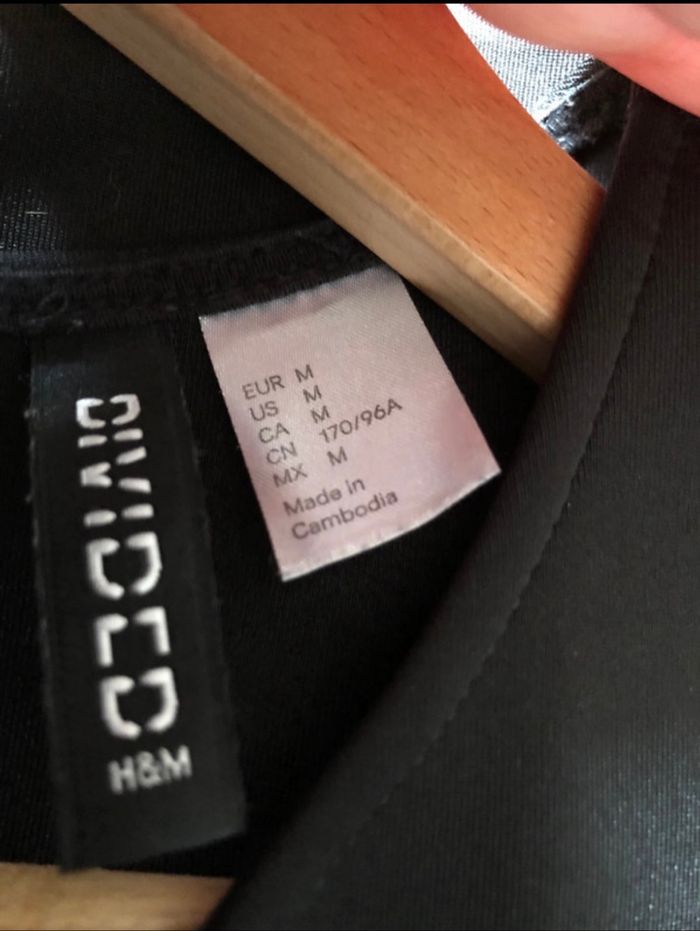 DIVIDED
H&M
EUR M
US M
CA M
CN 170/96A
MX M
Made in
Cambodia